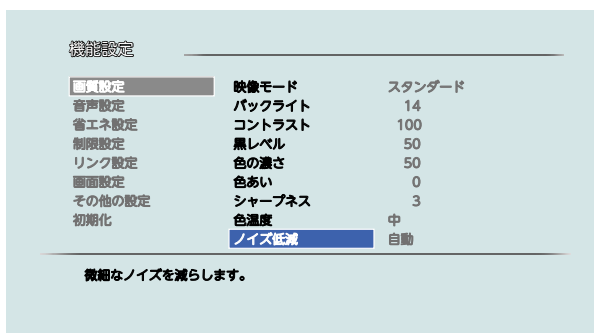 機能設定
画質設定 映像モード スタンダード
音声設定 バックライト 14
省エネ設定 コントラスト 100
制限設定 黒レベル 50
リンク設定 色の濃さ 50
画面設定 色あい 0
その他の設定 シャープネス 3
初期化 色温度 中
ノイズ低減 自動
微細なノイズを減らします。